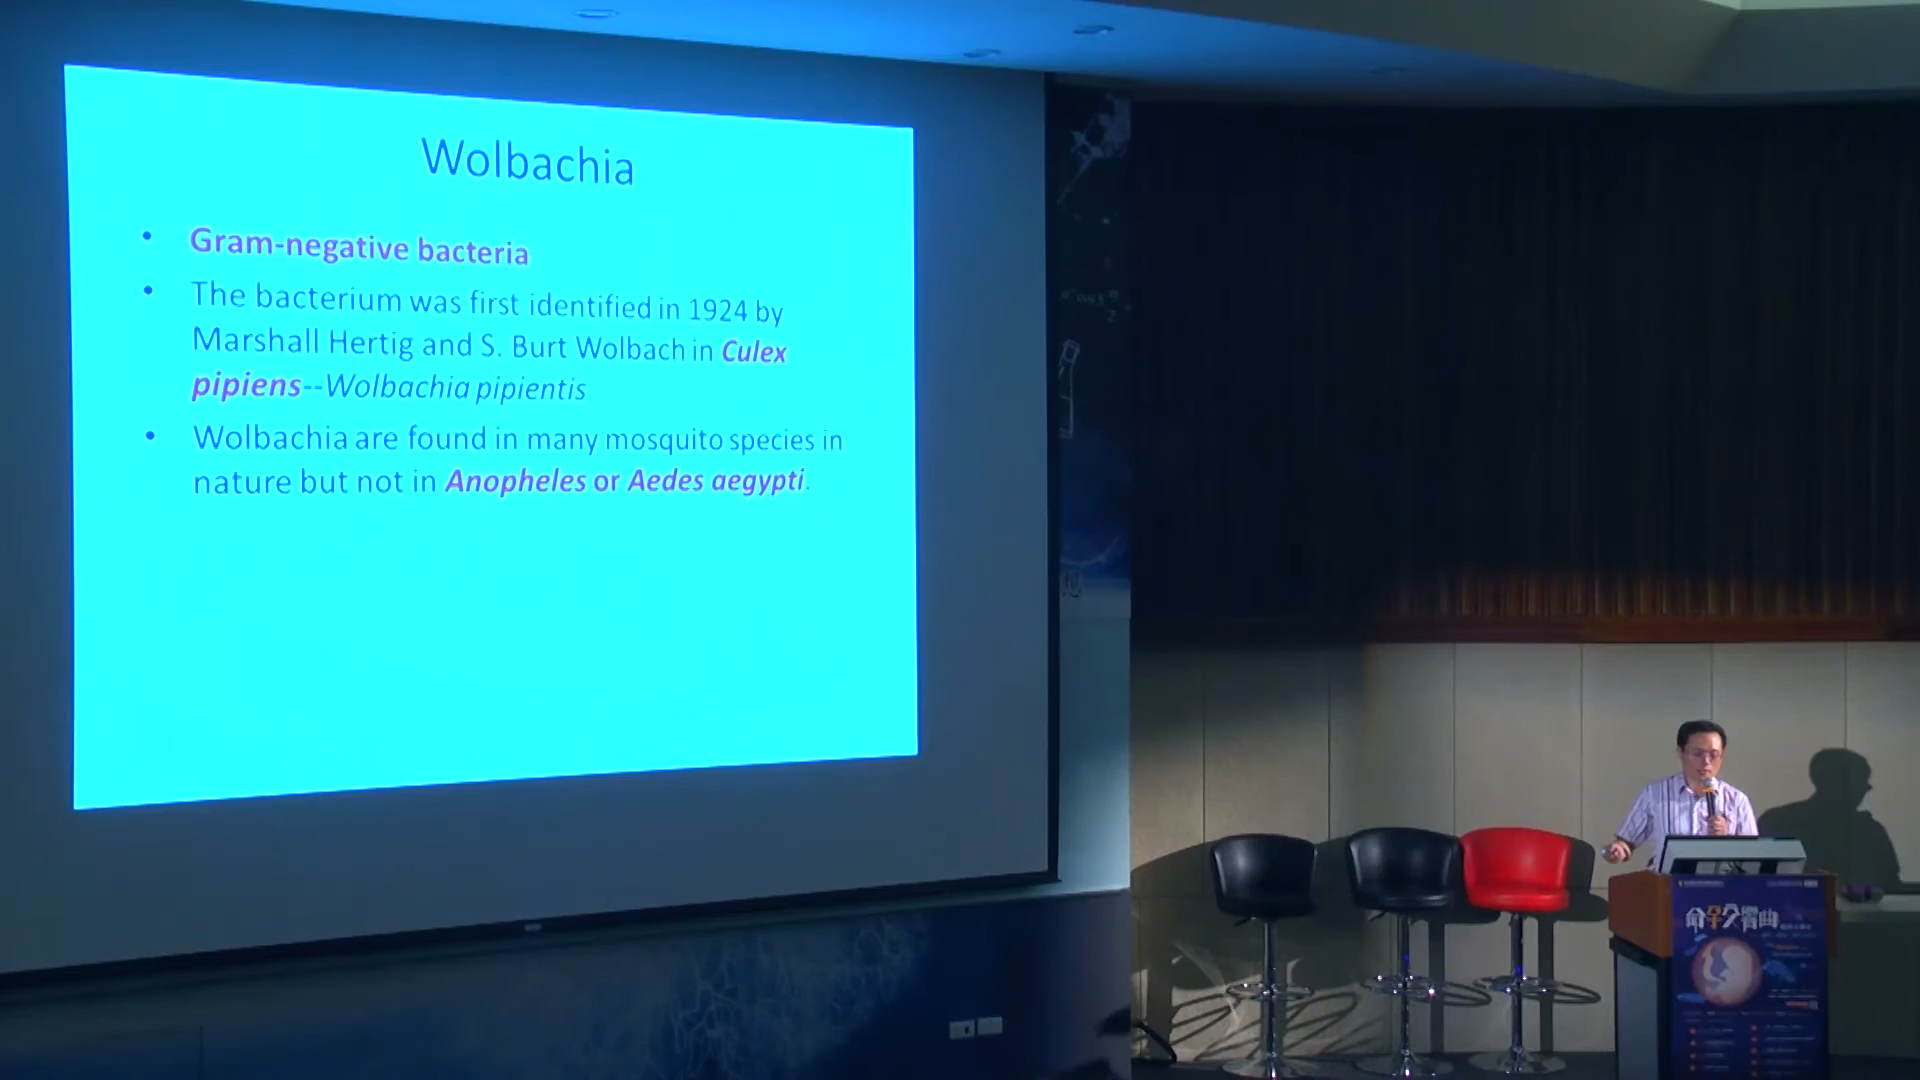 Wolbachia
• Gram-negative bacteria
• The bacterium was first identified in 1924 by
Marshall Hertig and S. Burt Wolbach in Culex
pipiens--Wolbachia pipientis
• Wolbachia are found in many mosquito species in
nature but not in Anopheles or Aedes aegypti.